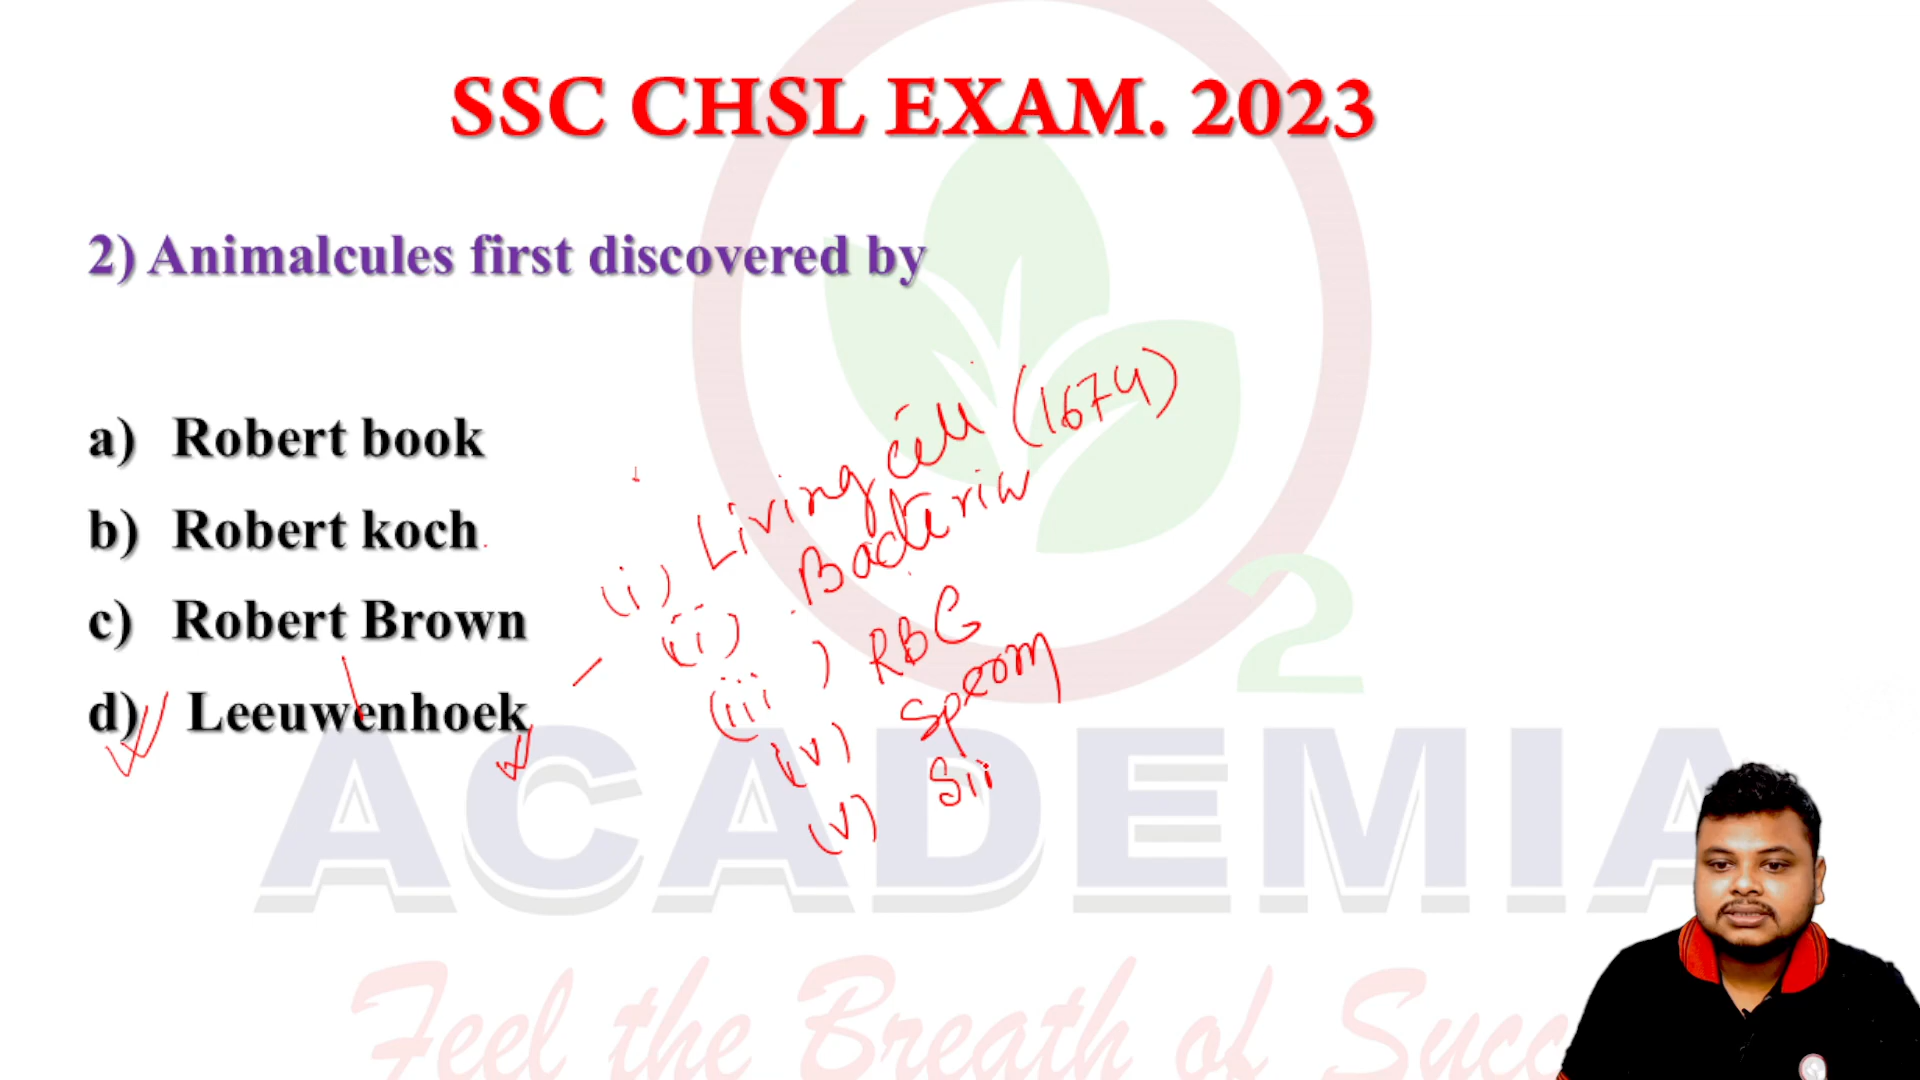 SSC CHSL EXAM. 2023
2) Animalcules first discovered by
a) Robert book
b) Robert koch
c) Robert Brown
d) Leeuwenhoek
(i) Living cell (1674)
(ii) Bacteria
(iii) RBC
(iv) Sperm
(v)
2
ACADEMIA
Feel the Breath of Succ